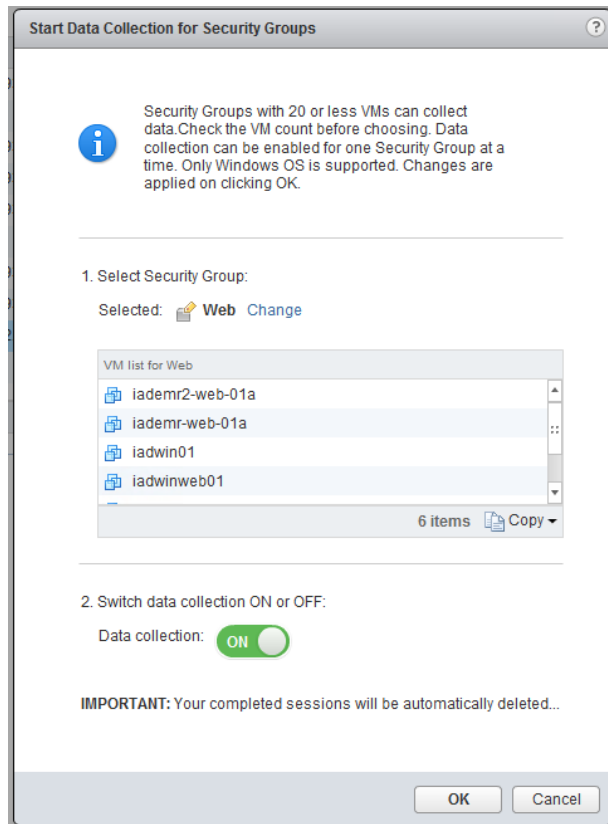 Start Data Collection for Security Groups
?
Security Groups with 20 or less VMs can collect
data.Check the VM count before choosing. Data
collection can be enabled for one Security Group at a
time. Only Windows OS is supported. Changes are
applied on clicking OK.
1. Select Security Group:
Selected: Web Change
VM list for Web
iademr2-web-01a
iademr-web-01a
iadwin01
iadwinweb01
6 items Copy
2. Switch data collection ON or OFF:
Data collection: ON
IMPORTANT: Your completed sessions will be automatically deleted...
OK Cancel